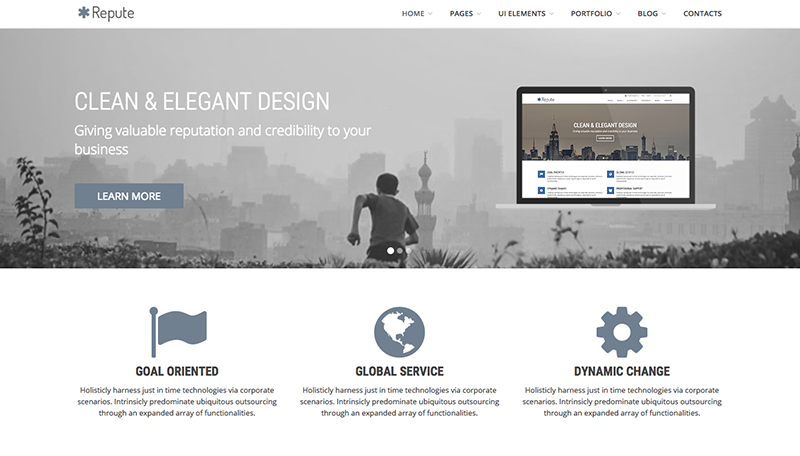 Repute
HOME PAGES UI ELEMENTS PORTFOLIO BLOG CONTACTS
CLEAN & ELEGANT DESIGN
Giving valuable reputation and credibility to your
business
LEARN MORE
Repute
CLEAN & ELEGANT DESIGN
GOAL ORIENTED
GLOBAL SERVICE
DYNAMIC CHANGE
Holisticly harness just in time technologies via corporate
scenarios. Intrinsicly predominate ubiquitous outsourcing
through an expanded array of functionalities.
Holisticly harness just in time technologies via corporate
scenarios. Intrinsicly predominate ubiquitous outsourcing
through an expanded array of functionalities.
Holisticly harness just in time technologies via corporate
scenarios. Intrinsicly predominate ubiquitous outsourcing
through an expanded array of functionalities.